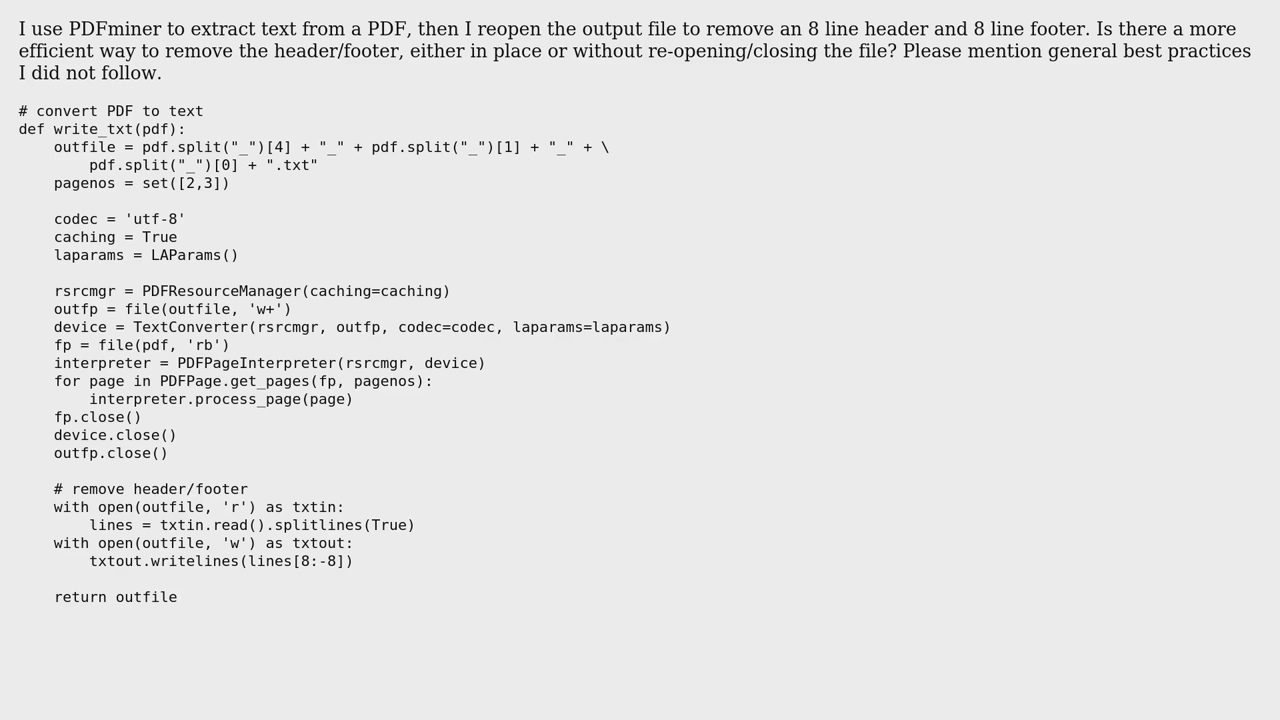 I use PDFminer to extract text from a PDF, then I reopen the output file to remove an 8 line header and 8 line footer. Is there a more
efficient way to remove the header/footer, either in place or without re-opening/closing the file? Please mention general best practices
I did not follow.
# convert PDF to text
def write_txt(pdf):
    outfile = pdf.split("_")[4] + "_" + pdf.split("_")[1] + "_" + \
        pdf.split("_")[0] + ".txt"
    pagenos = set([2,3])

    codec = 'utf-8'
    caching = True
    laparams = LAParams()

    rsrcmgr = PDFResourceManager(caching=caching)
    outfp = file(outfile, 'w+')
    device = TextConverter(rsrcmgr, outfp, codec=codec, laparams=laparams)
    fp = file(pdf, 'rb')
    interpreter = PDFPageInterpreter(rsrcmgr, device)
    for page in PDFPage.get_pages(fp, pagenos):
        interpreter.process_page(page)
    fp.close()
    device.close()
    outfp.close()

    # remove header/footer
    with open(outfile, 'r') as txtin:
        lines = txtin.read().splitlines(True)
    with open(outfile, 'w') as txtout:
        txtout.writelines(lines[8:-8])

    return outfile